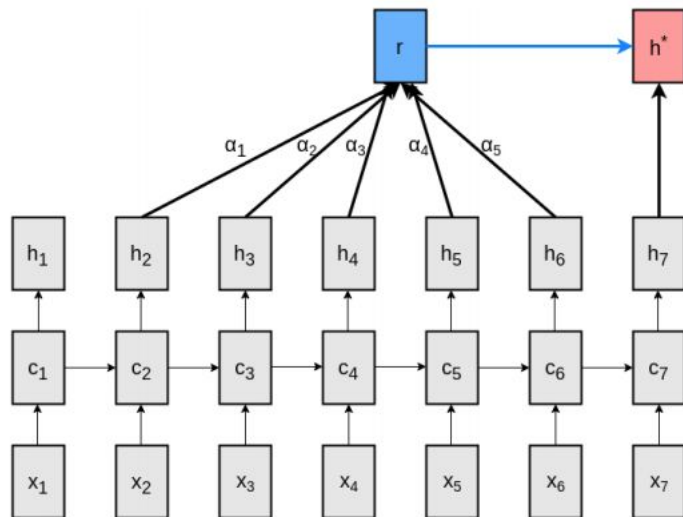 r h*
α1 α2 α3 α4 α5
h1 h2 h3 h4 h5 h6 h7
c1 c2 c3 c4 c5 c6 c7
x1 x2 x3 x4 x5 x6 x7